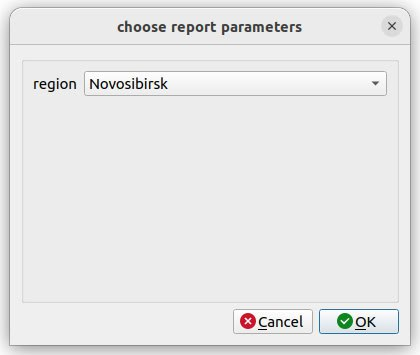 choose report parameters
region Novosibirsk
Cancel OK